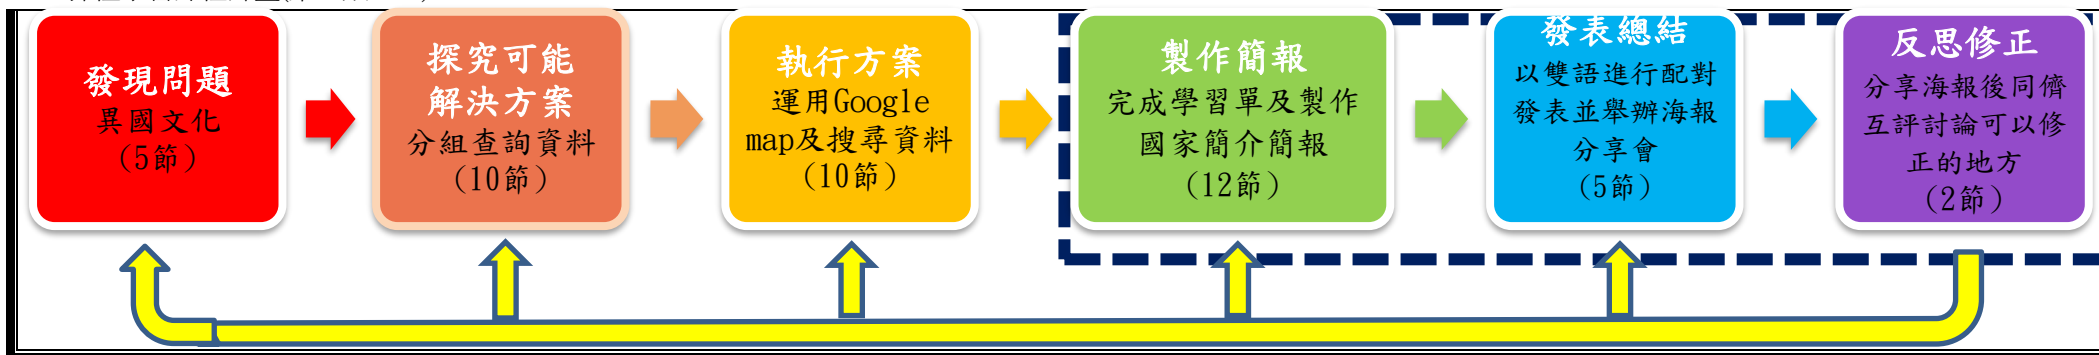 發現問題
異國文化
(5節)
探究可能
解決方案
分組查詢資料
(10節)
執行方案
運用Google
map及搜尋資料
(10節)
製作簡報
完成學習單及製作
國家簡介簡報
(12節)
發表總結
以雙語進行配對
發表並舉辦海報
分享會
(5節)
反思修正
分享海報後同儕
互評討論可以修
正的地方
(2節)